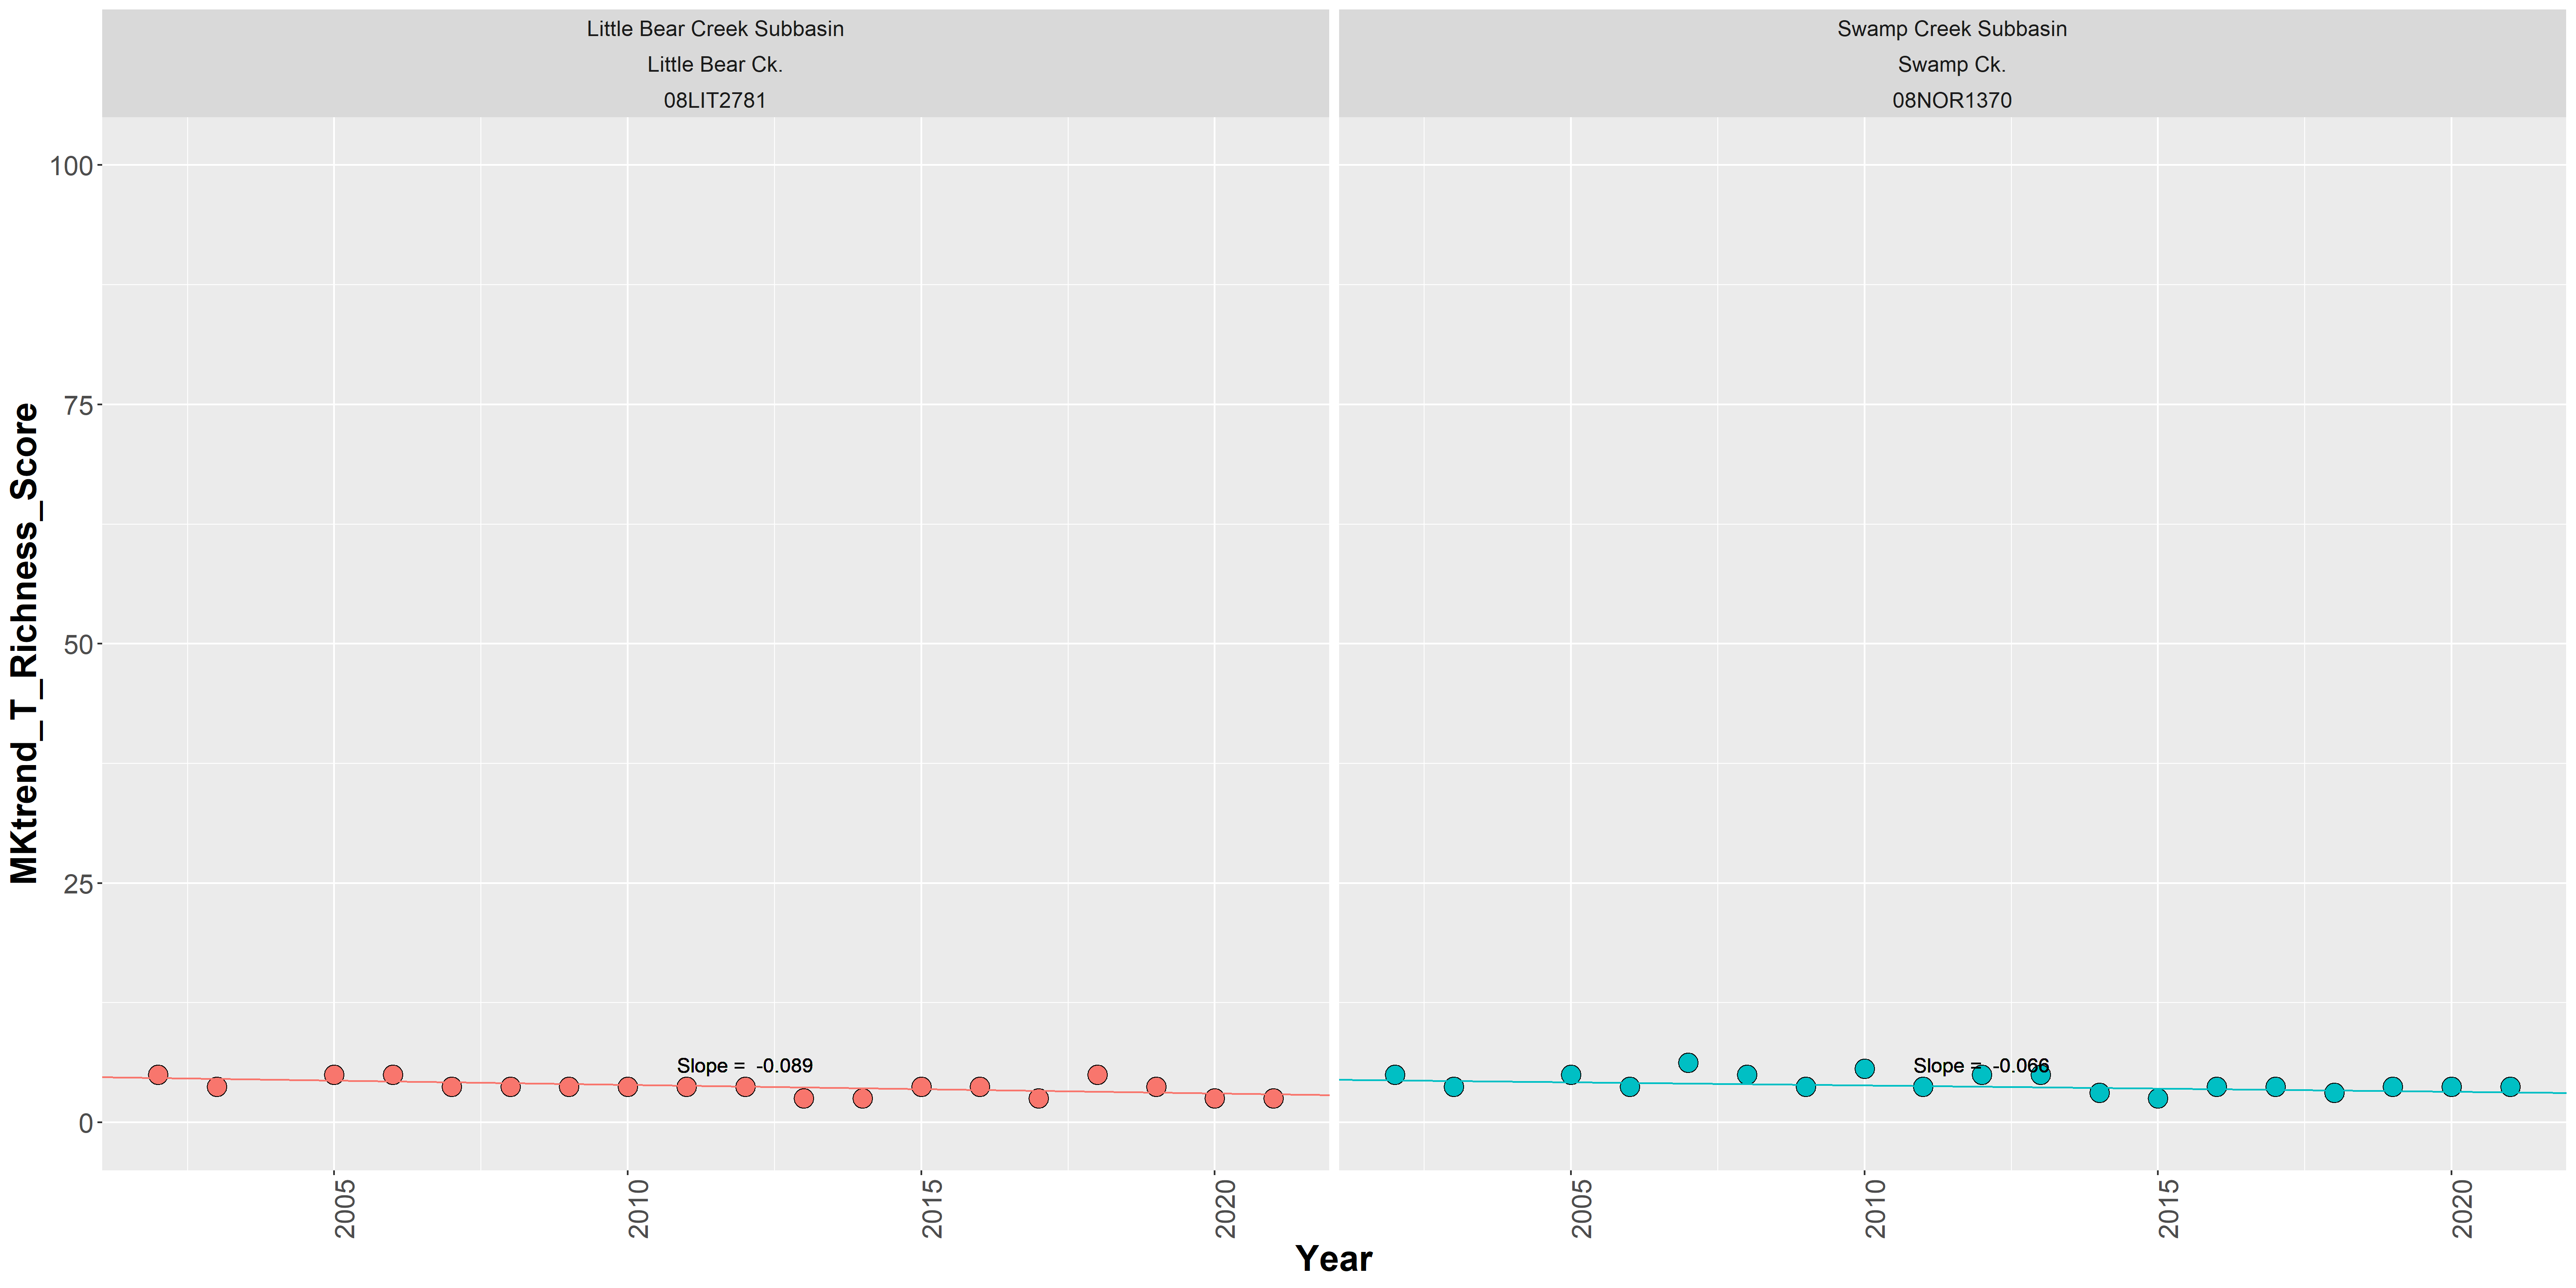 Little Bear Creek Subbasin
Little Bear Ck.
08LIT2781
Swamp Creek Subbasin
Swamp Ck.
08NOR1370
MKtrend_T_Richness_Score
100
75
50
25
0
Slope =  -0.089
Slope =  -0.066
2005
2010
2015
2020
2005
2010
2015
2020
Year